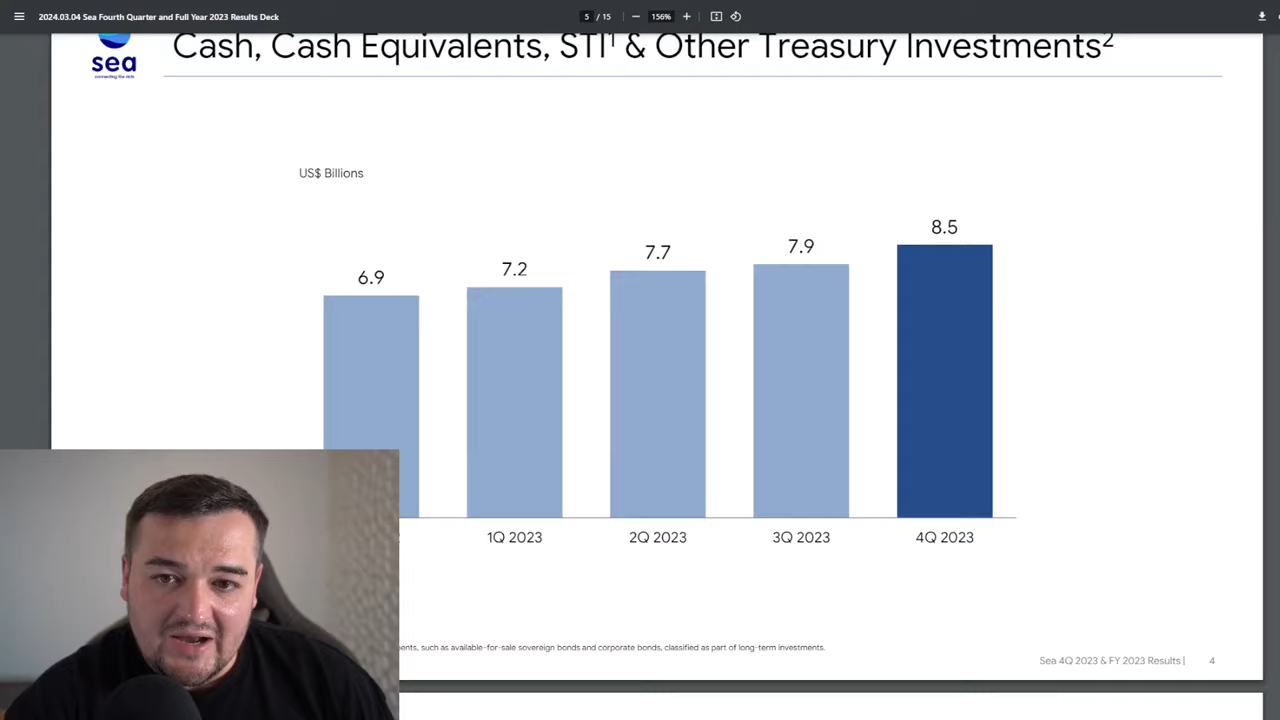 2024.03.04 Sea Fourth Quarter and Full Year 2023 Results Deck
5 / 15
156%
sea
connecting the dots
Cash, Cash Equivalents, STI¹ & Other Treasury Investments²
US$ Billions
6.9
7.2
7.7
7.9
8.5
1Q 2023
2Q 2023
3Q 2023
4Q 2023
such as available-for-sale sovereign bonds and corporate bonds, classified as part of long-term investments.
Sea 4Q 2023 & FY 2023 Results |
4